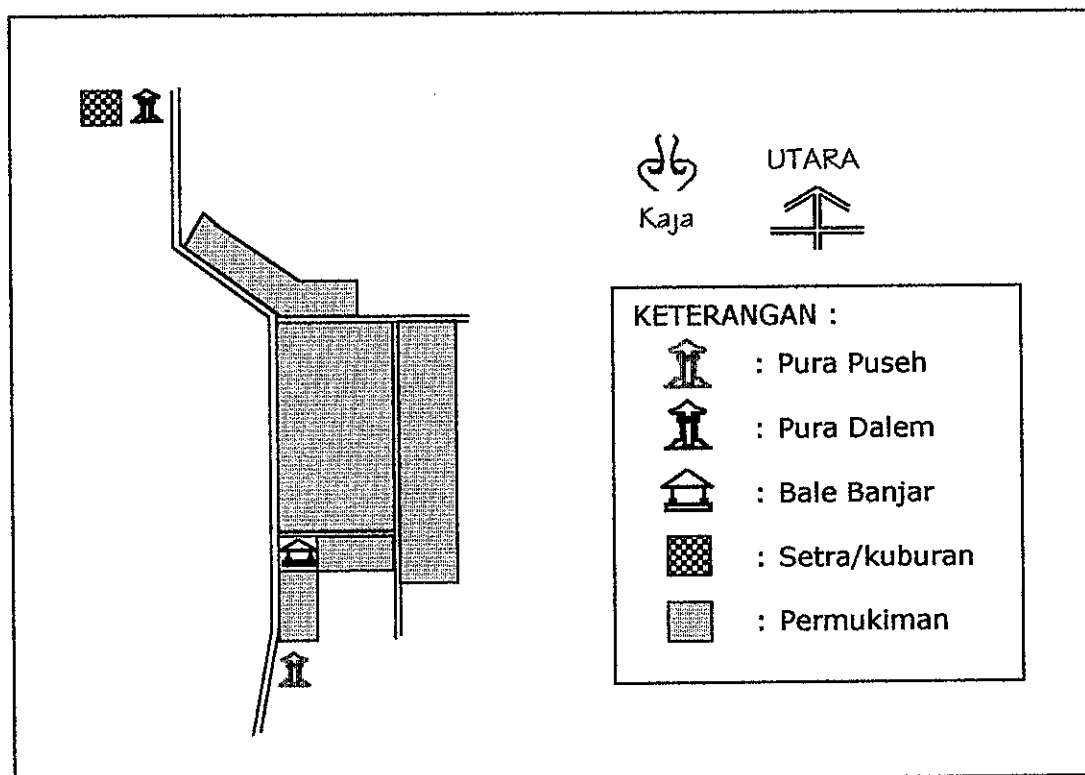 UTARA
Kaja
KETERANGAN :
: Pura Puseh
: Pura Dalem
: Bale Banjar
: Setra/kuburan
: Permukiman